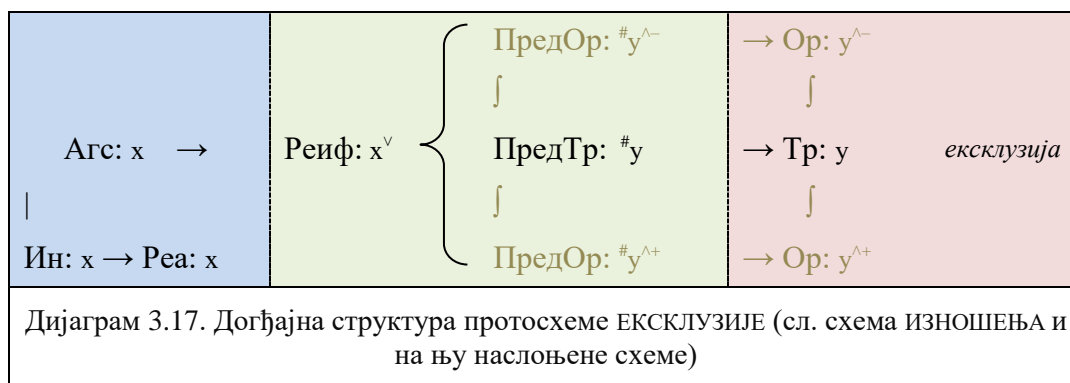 ПредОр: #y^– → Ор: y^–
∫ ∫
Агс: x → Реиф: x˅ { ПредТр: #y → Тр: y ексклузија
| ∫ ∫
Ин: x → Реа: x ПредОр: #y^+ → Ор: y^+
Дијаграм 3.17. Догђајна структура протосхеме ЕКСКЛУЗИЈЕ (сл. схема ИЗНОШЕЊА и
на њу наслоњене схеме)